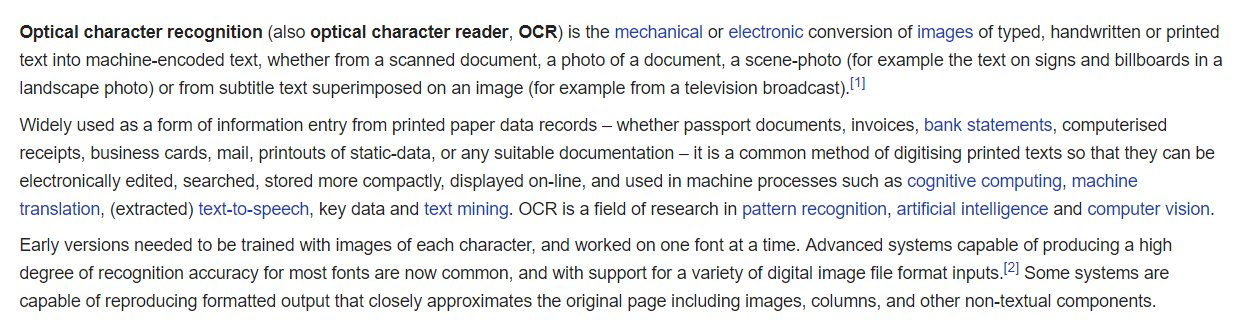 Optical character recognition (also optical character reader, OCR) is the mechanical or electronic conversion of images of typed, handwritten or printed
text into machine-encoded text, whether from a scanned document, a photo of a document, a scene-photo (for example the text on signs and billboards in a
landscape photo) or from subtitle text superimposed on an image (for example from a television broadcast).[1]
Widely used as a form of information entry from printed paper data records – whether passport documents, invoices, bank statements, computerised
receipts, business cards, mail, printouts of static-data, or any suitable documentation – it is a common method of digitising printed texts so that they can be
electronically edited, searched, stored more compactly, displayed on-line, and used in machine processes such as cognitive computing, machine
translation, (extracted) text-to-speech, key data and text mining. OCR is a field of research in pattern recognition, artificial intelligence and computer vision.
Early versions needed to be trained with images of each character, and worked on one font at a time. Advanced systems capable of producing a high
degree of recognition accuracy for most fonts are now common, and with support for a variety of digital image file format inputs.[2] Some systems are
capable of reproducing formatted output that closely approximates the original page including images, columns, and other non-textual components.